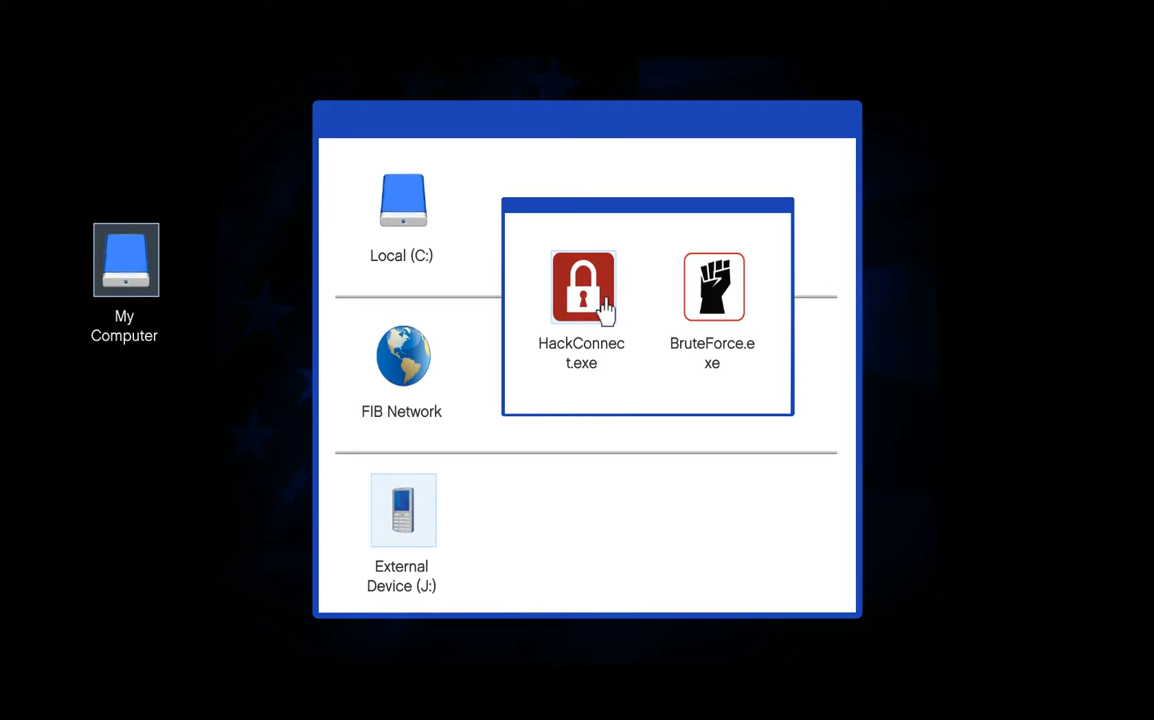 Local (C:)
My
Computer
HackConnec
t.exe
BruteForce.e
xe
FIB Network
External
Device (J:)